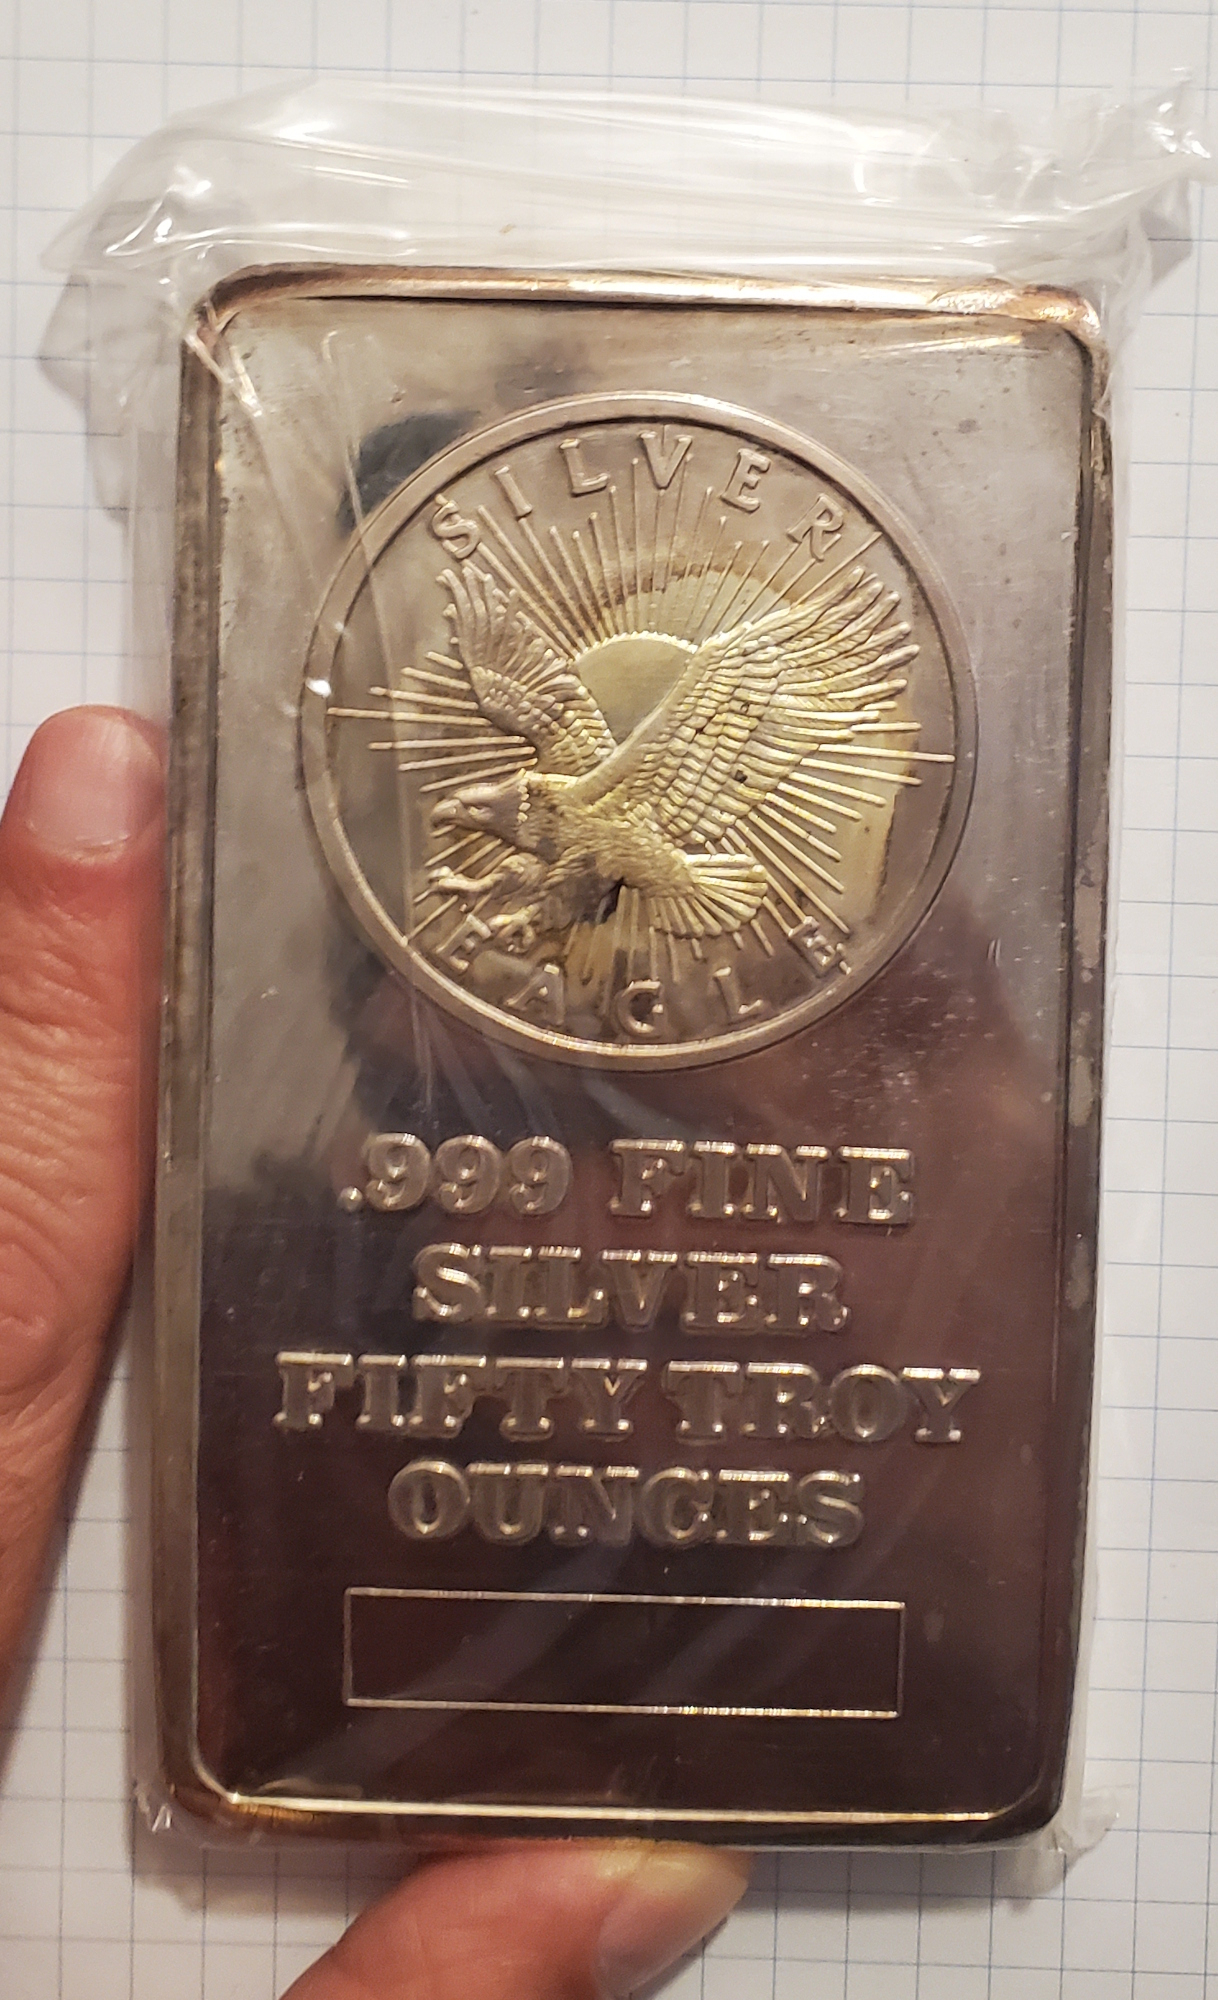 SILVER
EAGLE
.999 FINE
SILVER
FIFTY TROY
OUNCES